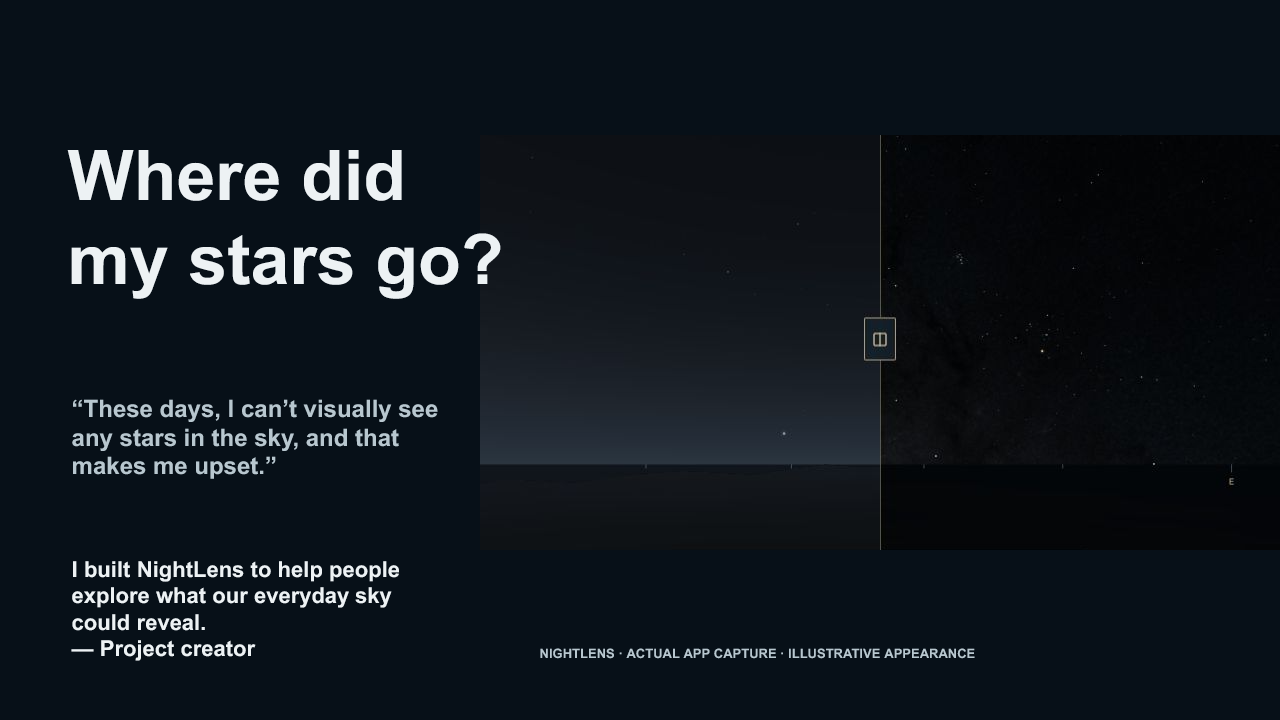 Where did
my stars go?
“These days, I can’t visually see
any stars in the sky, and that
makes me upset.”
E
I built NightLens to help people
explore what our everyday sky
could reveal.
— Project creator
NIGHTLENS · ACTUAL APP CAPTURE · ILLUSTRATIVE APPEARANCE